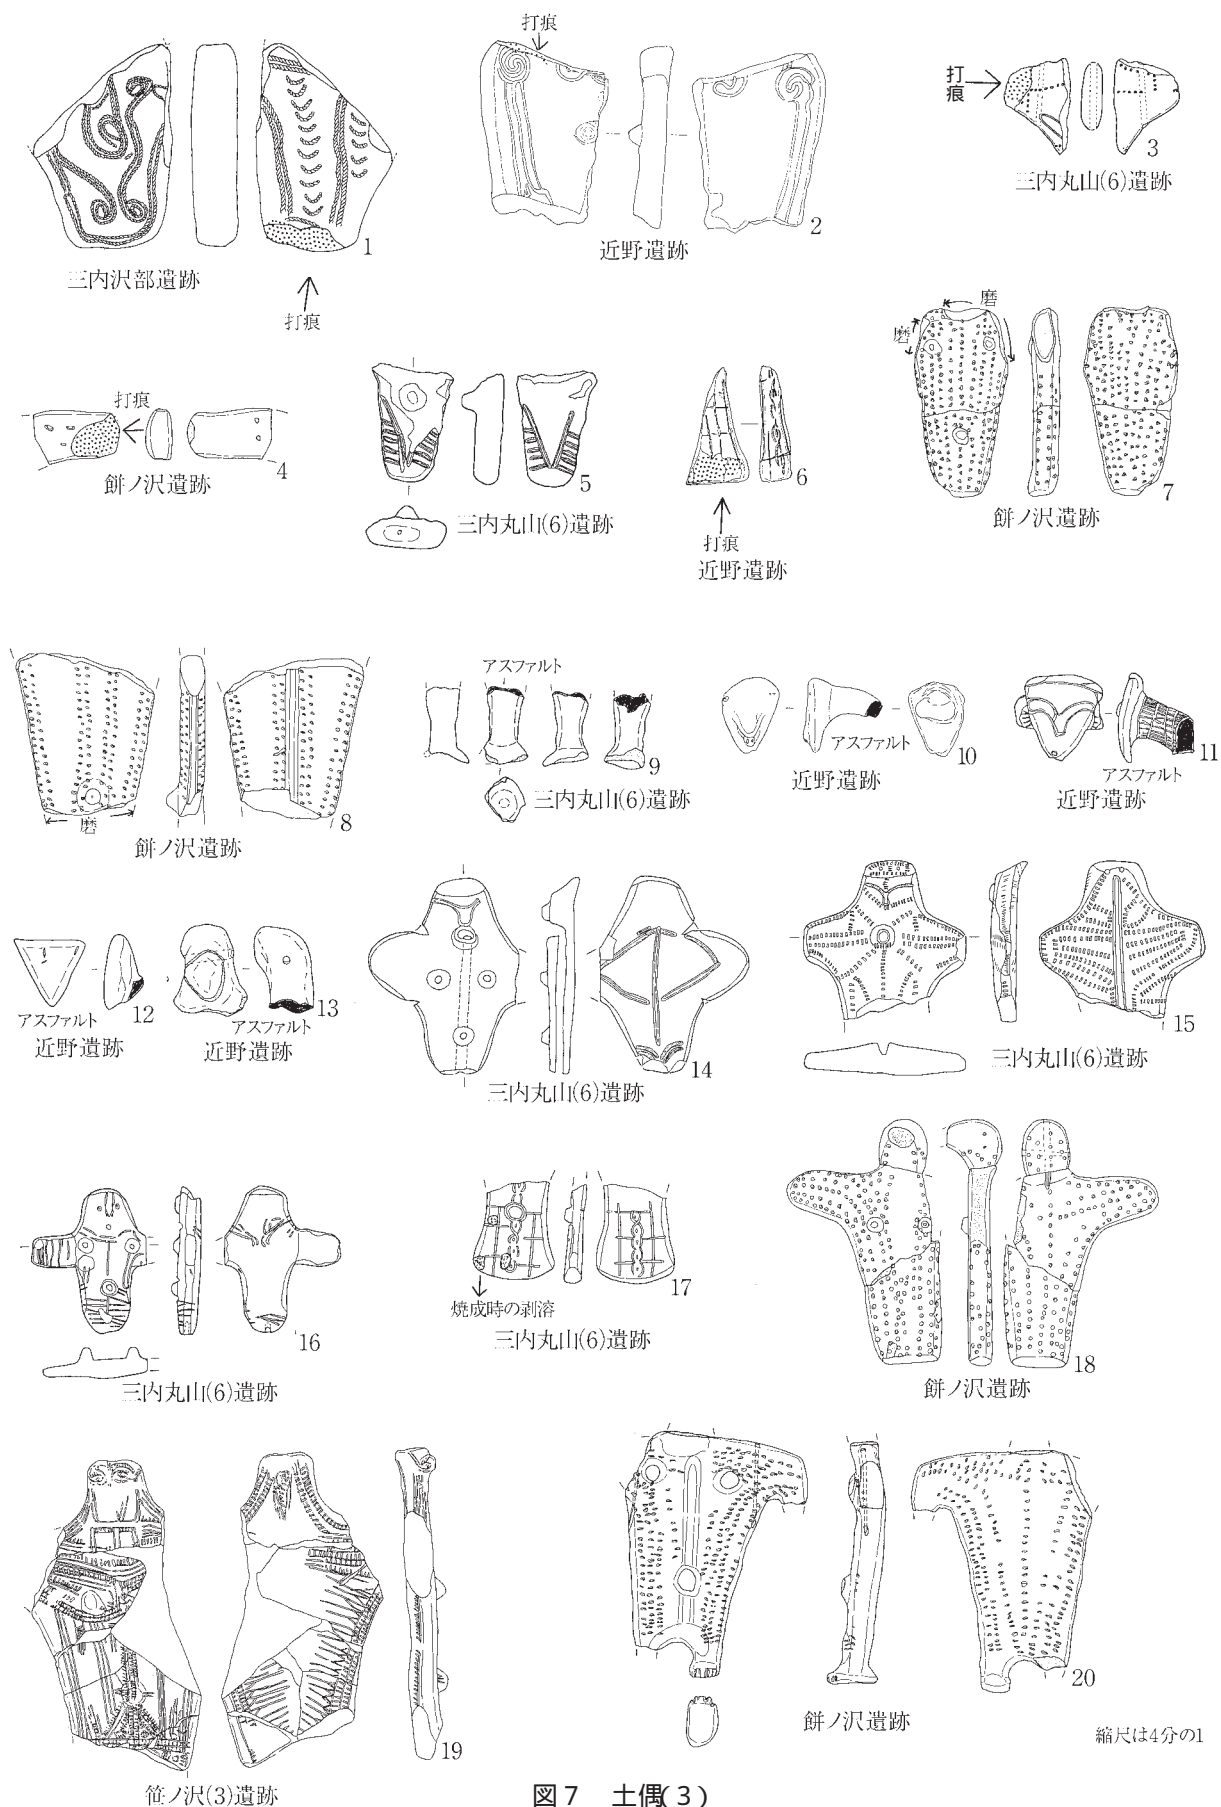 1
三内沢部遺跡
打痕
打痕
2
近野遺跡
打痕
3
三内丸山(6)遺跡
打痕
4
餅ノ沢遺跡
5
三内丸山(6)遺跡
6
打痕
近野遺跡
磨
磨
7
餅ノ沢遺跡
8
磨
餅ノ沢遺跡
アスファルト
9
三内丸山(6)遺跡
アスファルト
10
近野遺跡
11
アスファルト
近野遺跡
12
アスファルト
近野遺跡
13
アスファルト
近野遺跡
14
三内丸山(6)遺跡
15
三内丸山(6)遺跡
16
三内丸山(6)遺跡
17
焼成時の剥溶
三内丸山(6)遺跡
18
餅ノ沢遺跡
19
笹ノ沢(3)遺跡
20
餅ノ沢遺跡
縮尺は4分の1
図7 土偶(3)